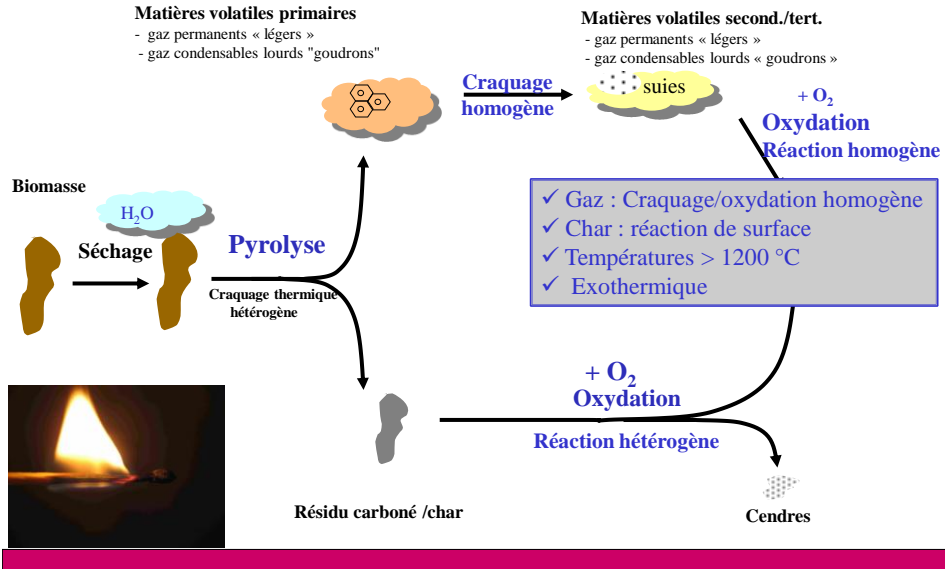 Matières volatiles primaires
- gaz permanents « légers »
- gaz condensables lourds "goudrons"
Matières volatiles second./tert.
- gaz permanents « légers »
- gaz condensables lourds « goudrons »
Craquage
homogène
suies
+ O₂
Oxydation
Réaction homogène
Biomasse
H₂O
Séchage
Pyrolyse
Craquage thermique
hétérogène
✓ Gaz : Craquage/oxydation homogène
✓ Char : réaction de surface
✓ Températures > 1200 °C
✓ Exothermique
+ O₂
Oxydation
Réaction hétérogène
Résidu carboné /char
Cendres